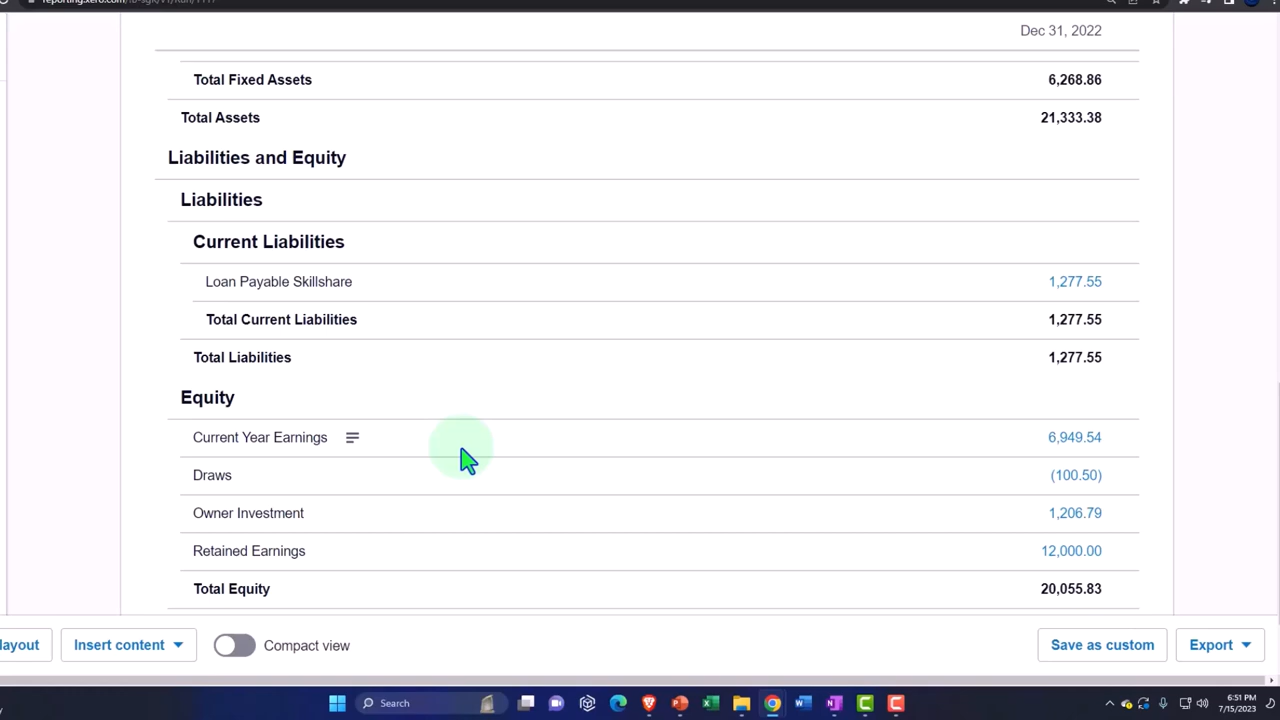 Dec 31, 2022
Total Fixed Assets 6,268.86
Total Assets 21,333.38
Liabilities and Equity
Liabilities
Current Liabilities
Loan Payable Skillshare 1,277.55
Total Current Liabilities 1,277.55
Total Liabilities 1,277.55
Equity
Current Year Earnings 6,949.54
Draws (100.50)
Owner Investment 1,206.79
Retained Earnings 12,000.00
Total Equity 20,055.83
layout Insert content Compact view Save as custom Export
Search
6:51 PM
7/15/2023